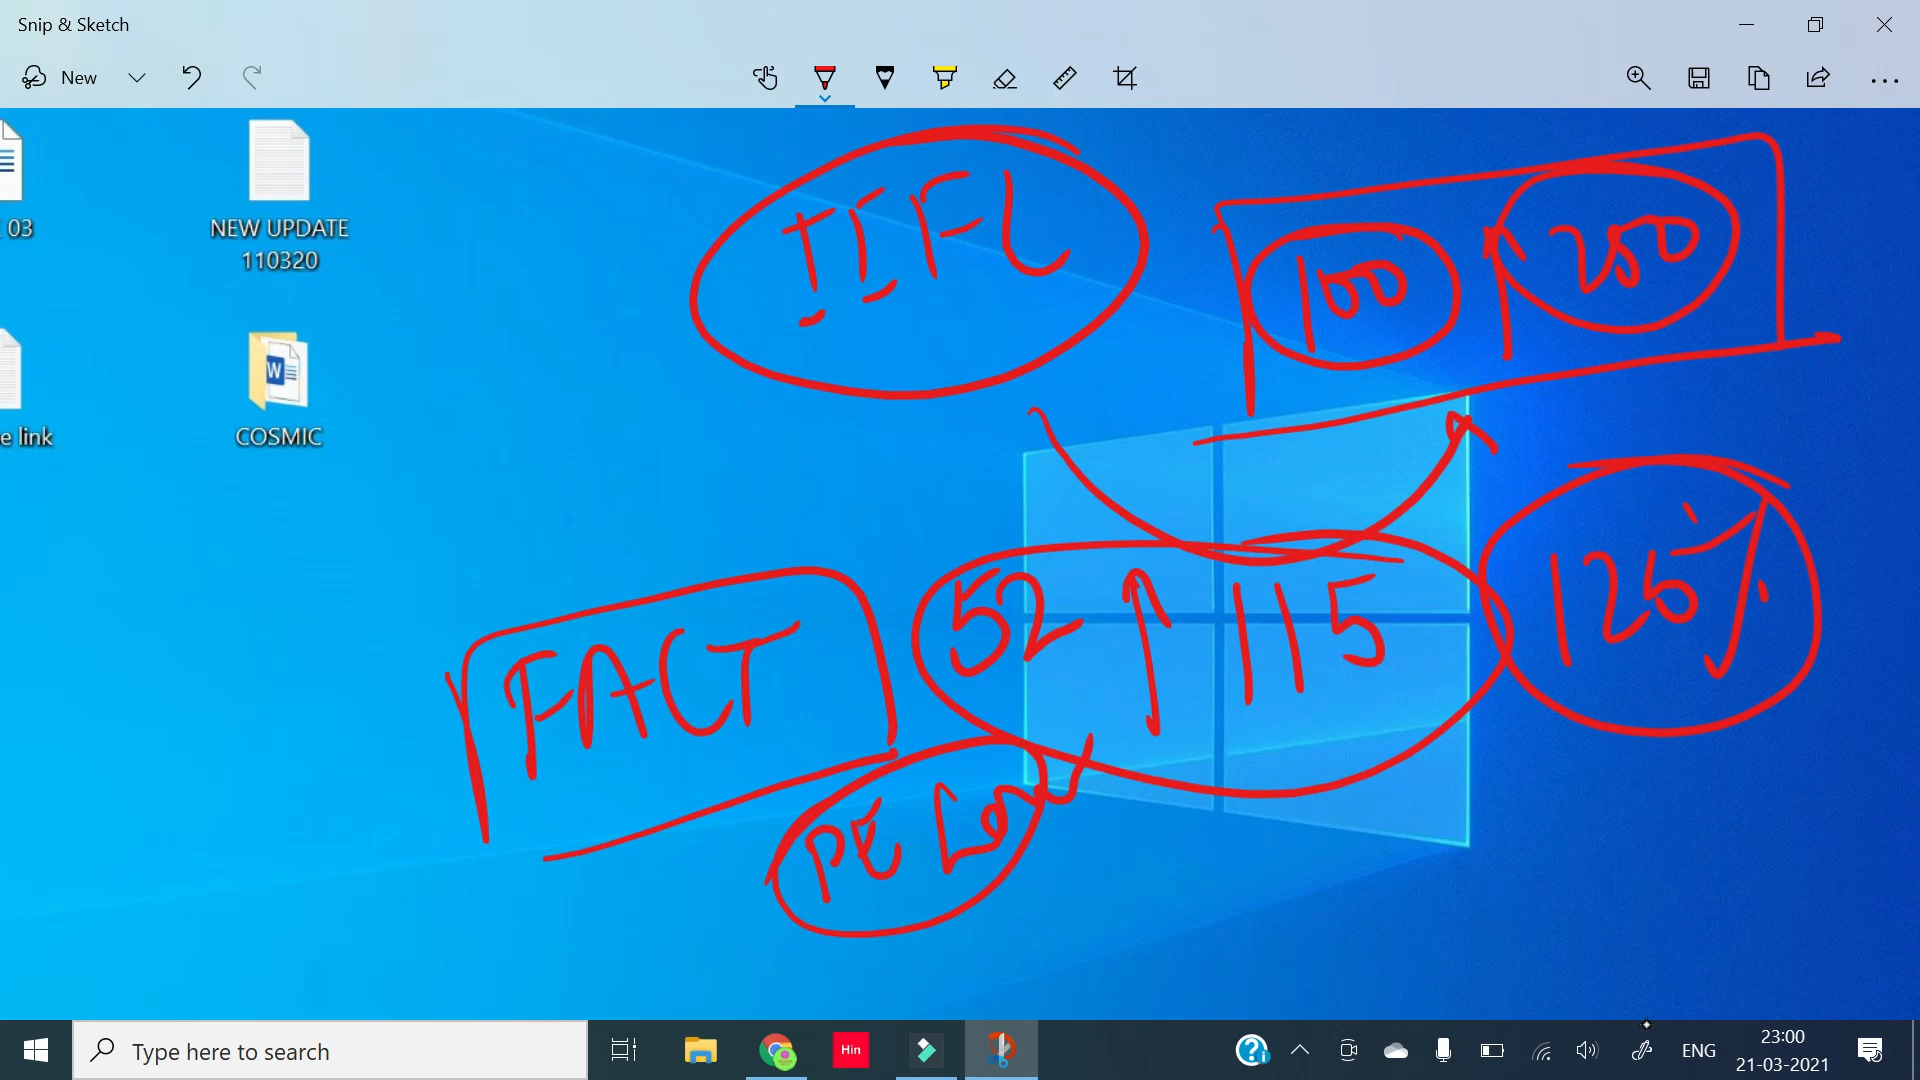 Snip & Sketch
New
IIFL
100 250
03
NEW UPDATE
110320
e link
COSMIC
52 115
FACT
PE Low
Type here to search
Hin
ENG
23:00
21-03-2021